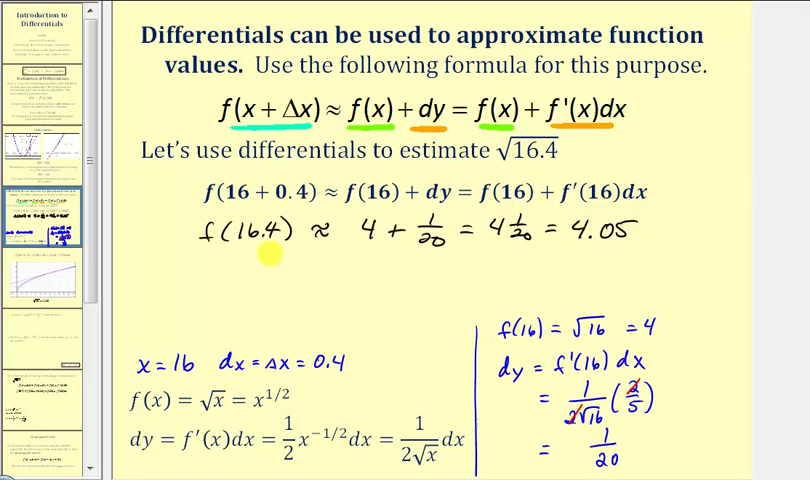 Introduction to
Differentials
Differentials can be used to approximate function
values. Use the following formula for this purpose.
f(x + Δx) ≈ f(x) + dy = f(x) + f '(x)dx
Let's use differentials to estimate √16.4
f(16 + 0.4) ≈ f(16) + dy = f(16) + f′(16)dx
f(16.4) ≈ 4 + 1/20 = 4 1/20 = 4.05
x = 16 dx = Δx = 0.4
f(x) = √x = x^1/2
dy = f′(x)dx = 1/2 x^−1/2 dx = 1/(2√x) dx
f(16) = √16 = 4
dy = f'(16) dx
= 1/(2√16) (2/5)
= 1/20